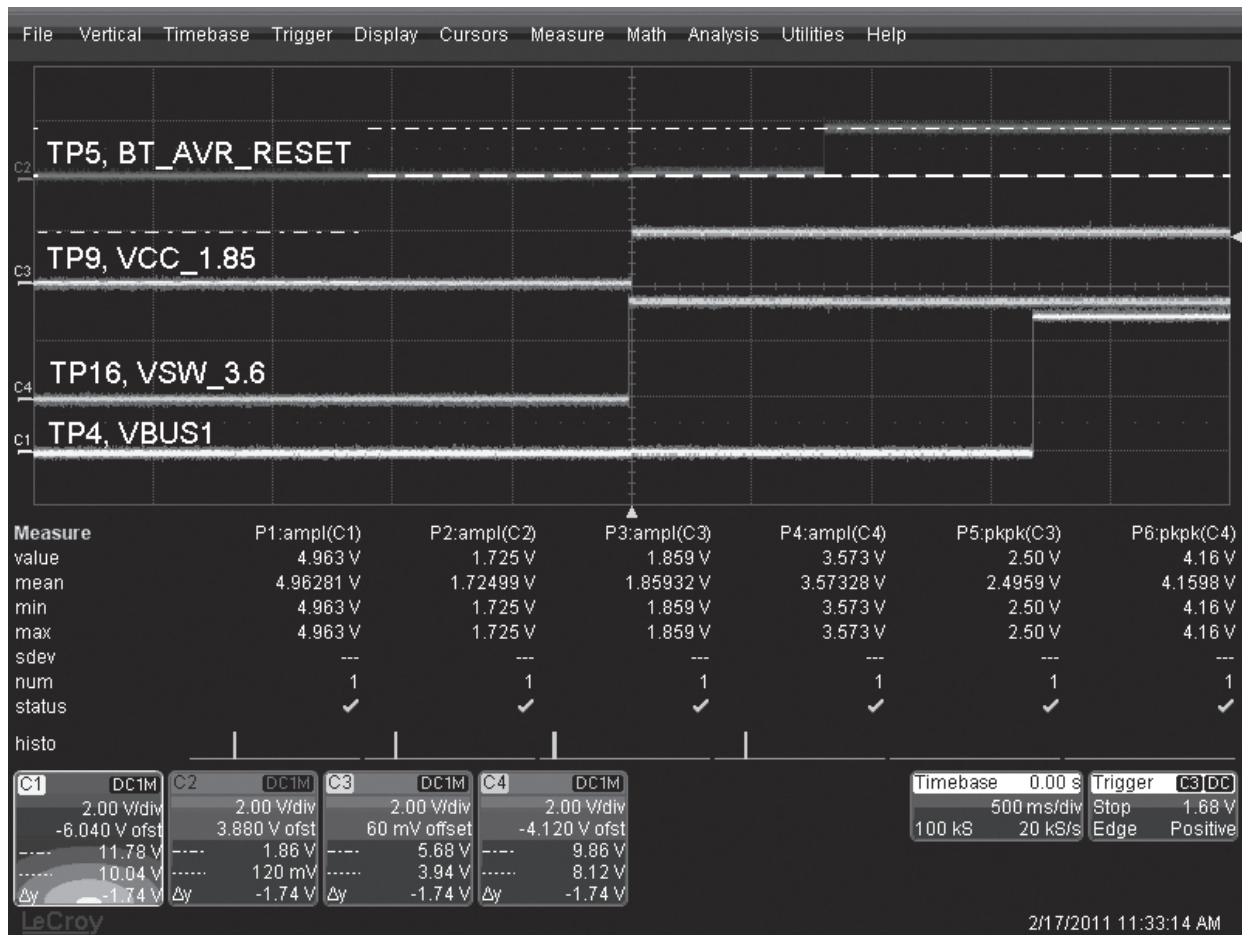 File Vertical Timebase Trigger Display Cursors Measure Math Analysis Utilities Help
C2
TP5, BT_AVR_RESET
C3
TP9, VCC_1.85
C4
TP16, VSW_3.6
C1
TP4, VBUS1
Measure P1:ampl(C1) P2:ampl(C2) P3:ampl(C3) P4:ampl(C4) P5:pkpk(C3) P6:pkpk(C4)
value 4.963 V 1.725 V 1.859 V 3.573 V 2.50 V 4.16 V
mean 4.96281 V 1.72499 V 1.85932 V 3.57328 V 2.4959 V 4.1598 V
min 4.963 V 1.725 V 1.859 V 3.573 V 2.50 V 4.16 V
max 4.963 V 1.725 V 1.859 V 3.573 V 2.50 V 4.16 V
sdev --- --- --- --- --- ---
num 1 1 1 1 1 1
status ✓ ✓ ✓ ✓ ✓ ✓
histo
C1 DC1M C2 DC1M C3 DC1M C4 DC1M Timebase 0.00 s Trigger C3 DC
2.00 V/div 2.00 V/div 2.00 V/div 2.00 V/div 500 ms/div Stop 1.68 V
-6.040 V ofst 3.880 V ofst 60 mV offset -4.120 V ofst 100 kS 20 kS/s Edge Positive
11.78 V 1.86 V 5.68 V 9.86 V
10.04 V 120 mV 3.94 V 8.12 V
Δy -1.74 V Δy -1.74 V Δy -1.74 V Δy -1.74 V
LeCroy 2/17/2011 11:33:14 AM